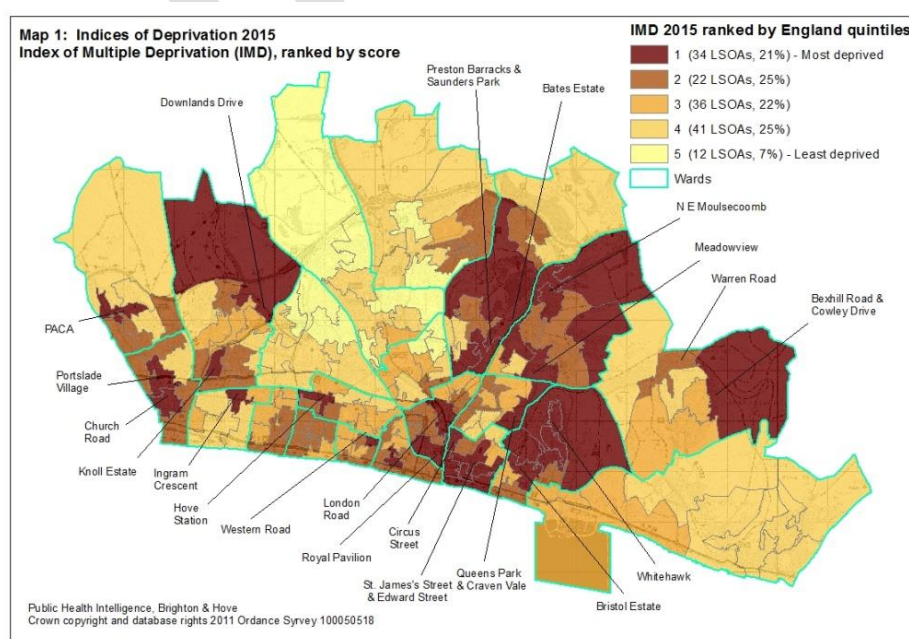 Map 1: Indices of Deprivation 2015
Index of Multiple Deprivation (IMD), ranked by score
IMD 2015 ranked by England quintiles
1 (34 LSOAs, 21%) - Most deprived
2 (22 LSOAs, 25%)
3 (36 LSOAs, 22%)
4 (41 LSOAs, 25%)
5 (12 LSOAs, 7%) - Least deprived
Wards
Preston Barracks &
Saunders Park
Bates Estate
Downlands Drive
N E Moulsecoomb
Meadowview
Warren Road
Bexhill Road &
Cowley Drive
PACA
Portslade
Village
Church
Road
Knoll Estate
Ingram
Crescent
Hove
Station
Western Road
London
Road
Royal Pavilion
Circus
Street
St. James's Street
& Edward Street
Queens Park
& Craven Vale
Bristol Estate
Whitehawk
Public Health Intelligence, Brighton & Hove
Crown copyright and database rights 2011 Ordance Syrvey 100050518